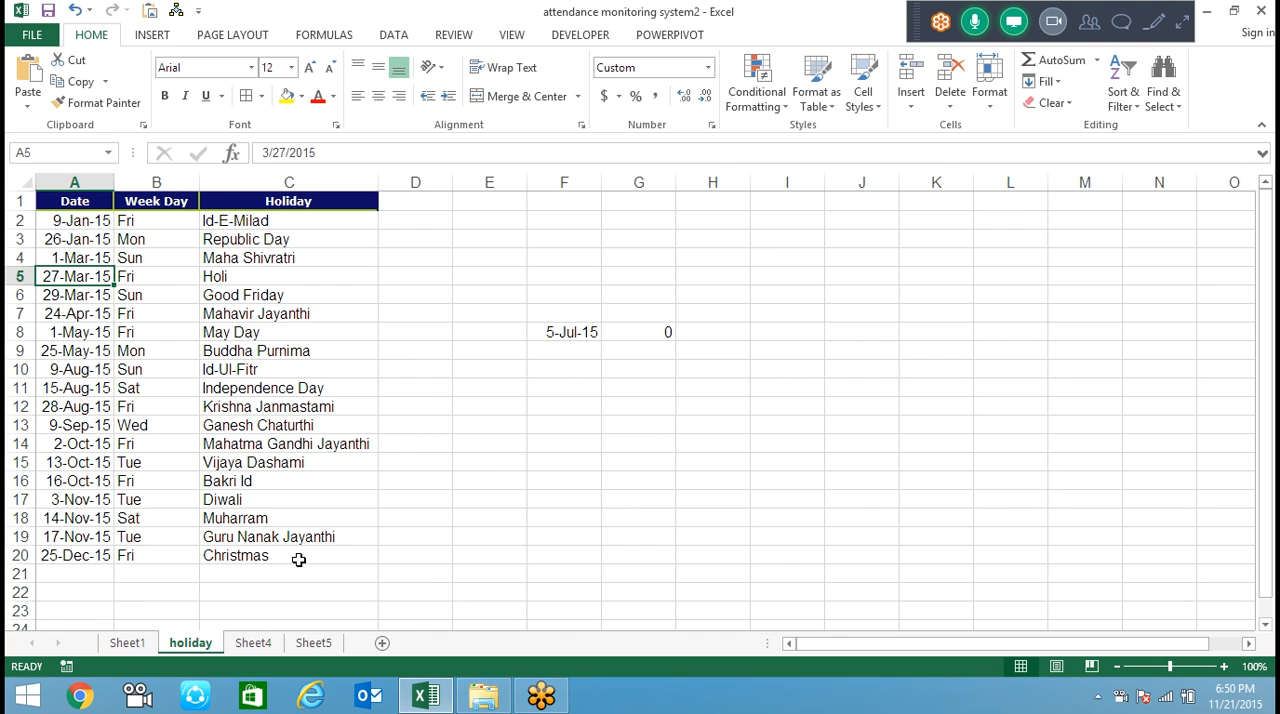 attendance monitoring system2 - Excel
Sign in
FILE HOME INSERT PAGE LAYOUT FORMULAS DATA REVIEW VIEW DEVELOPER POWERPIVOT
Cut
Copy
Format Painter
Paste
Clipboard
Arial 12
B I U
Font
Wrap Text
Merge & Center
Alignment
Custom
$ % ,
Number
Conditional Formatting
Format as Table
Cell Styles
Styles
Insert Delete Format
Cells
AutoSum
Fill
Clear
Sort & Filter
Find & Select
Editing
A5 fx 3/27/2015
A B C D E F G H I J K L M N O
1 Date Week Day Holiday
2 9-Jan-15 Fri Id-E-Milad
3 26-Jan-15 Mon Republic Day
4 1-Mar-15 Sun Maha Shivratri
5 27-Mar-15 Fri Holi
6 29-Mar-15 Sun Good Friday
7 24-Apr-15 Fri Mahavir Jayanthi
8 1-May-15 Fri May Day 5-Jul-15 0
9 25-May-15 Mon Buddha Purnima
10 9-Aug-15 Sun Id-Ul-Fitr
11 15-Aug-15 Sat Independence Day
12 28-Aug-15 Fri Krishna Janmastami
13 9-Sep-15 Wed Ganesh Chaturthi
14 2-Oct-15 Fri Mahatma Gandhi Jayanthi
15 13-Oct-15 Tue Vijaya Dashami
16 16-Oct-15 Fri Bakri Id
17 3-Nov-15 Tue Diwali
18 14-Nov-15 Sat Muharram
19 17-Nov-15 Tue Guru Nanak Jayanthi
20 25-Dec-15 Fri Christmas
21
22
23
24
Sheet1 holiday Sheet4 Sheet5
READY 100%
6:50 PM
11/21/2015